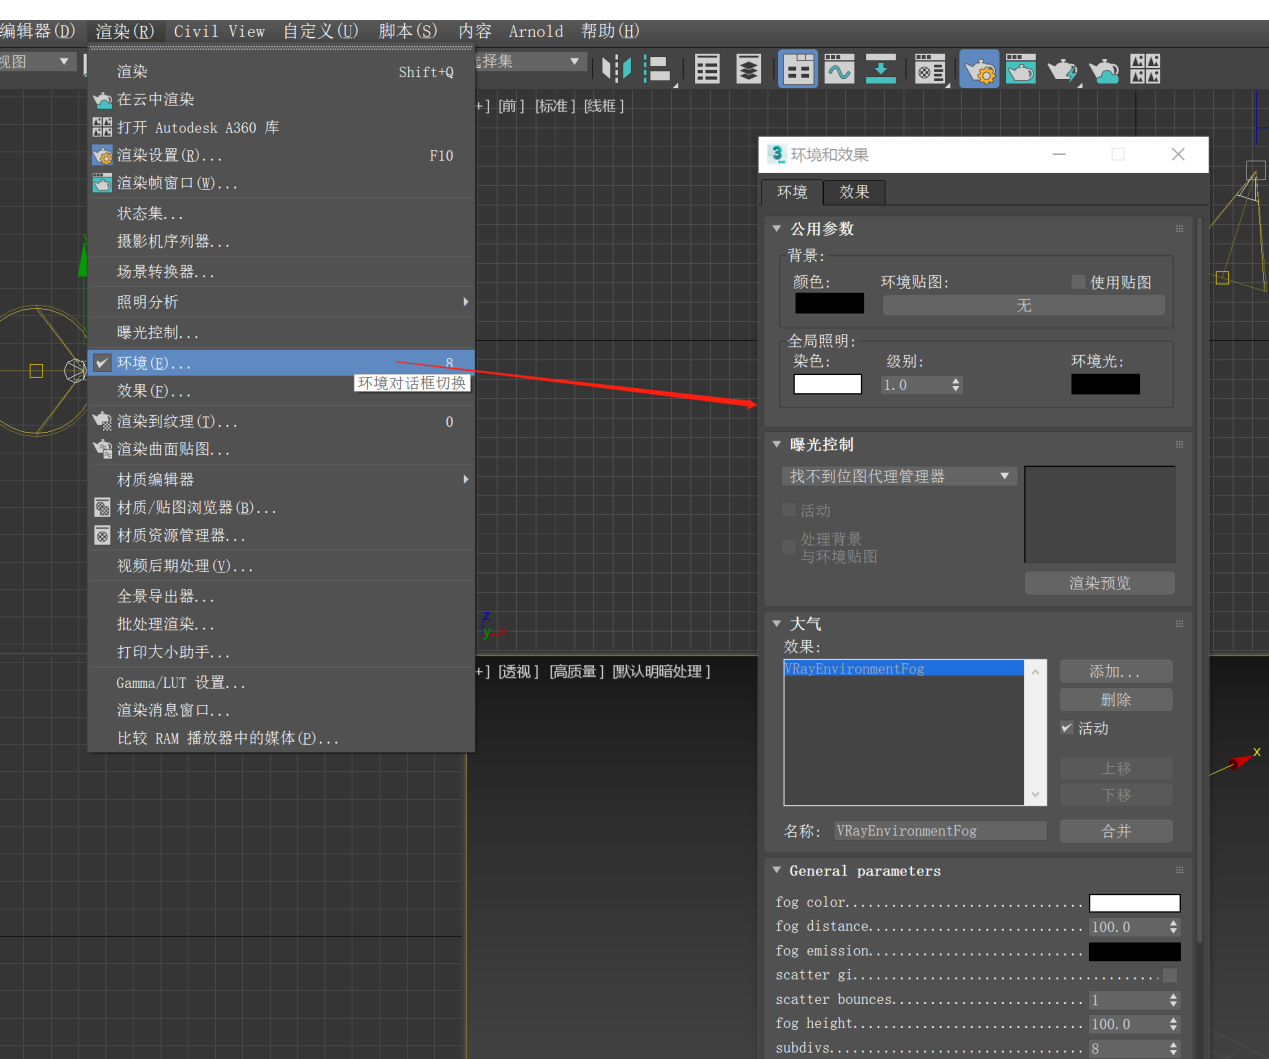 编辑器(D) 渲染(R) Civil View 自定义(U) 脚本(S) 内容 Arnold 帮助(H)
视图
择集
渲染 Shift+Q
在云中渲染
打开 Autodesk A360 库
渲染设置(R)... F10
渲染帧窗口(W)...
状态集...
摄影机序列器...
场景转换器...
照明分析
曝光控制...
环境(E)... 8
环境对话框切换
效果(F)...
渲染到纹理(T)... 0
渲染曲面贴图...
材质编辑器
材质/贴图浏览器(B)...
材质资源管理器...
视频后期处理(V)...
全景导出器...
批处理渲染...
打印大小助手...
Gamma/LUT 设置...
渲染消息窗口...
比较 RAM 播放器中的媒体(P)...
+] [前] [标准] [线框]
z
y x
+] [透视] [高质量] [默认明暗处理]
x
3 环境和效果
环境 效果
公用参数
背景:
颜色: 环境贴图: 使用贴图
无
全局照明:
染色: 级别: 环境光:
1.0
曝光控制
找不到位图代理管理器
活动
处理背景
与环境贴图
渲染预览
大气
效果:
VRayEnvironmentFog
添加...
删除
活动
上移
下移
名称: VRayEnvironmentFog 合并
General parameters
fog color...............................
fog distance............................ 100.0
fog emission............................
scatter gi........................................
scatter bounces......................... 1
fog height.............................. 100.0
subdivs................................. 8